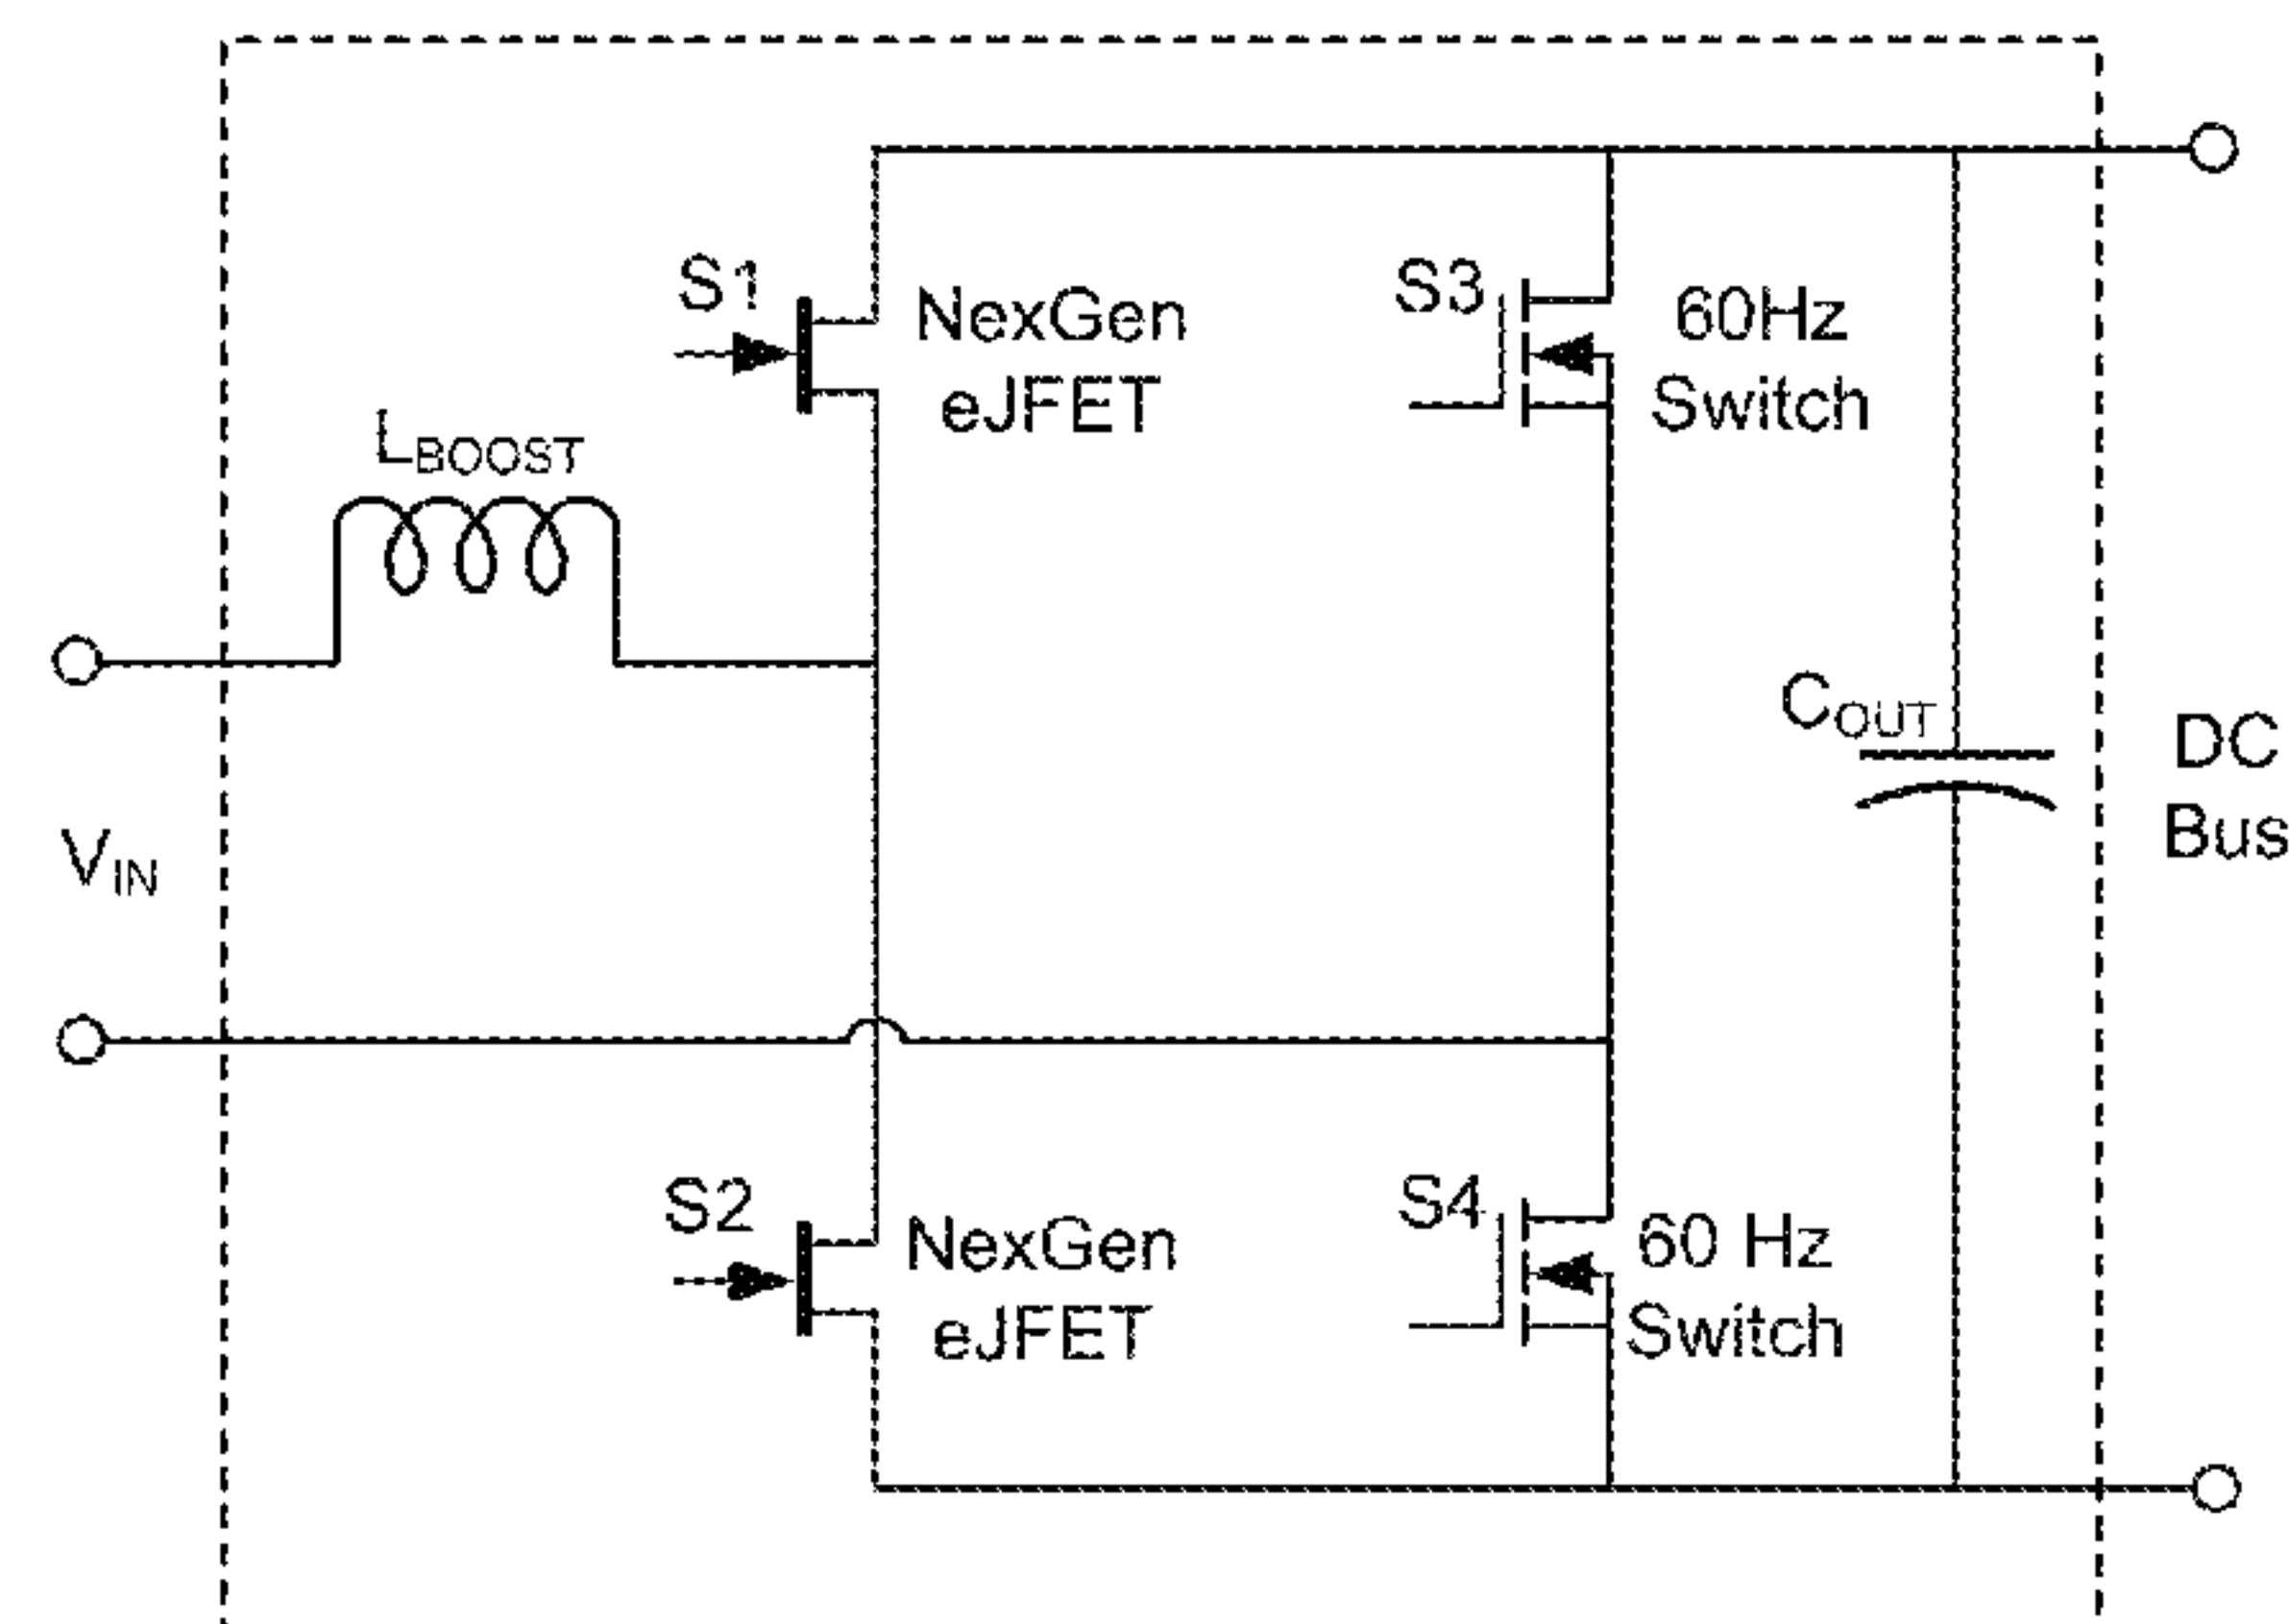 S1
NexGen
eJFET
S3
60Hz
Switch
LBOOST
COUT
DC
Bus
VIN
S2
NexGen
eJFET
S4
60 Hz
Switch